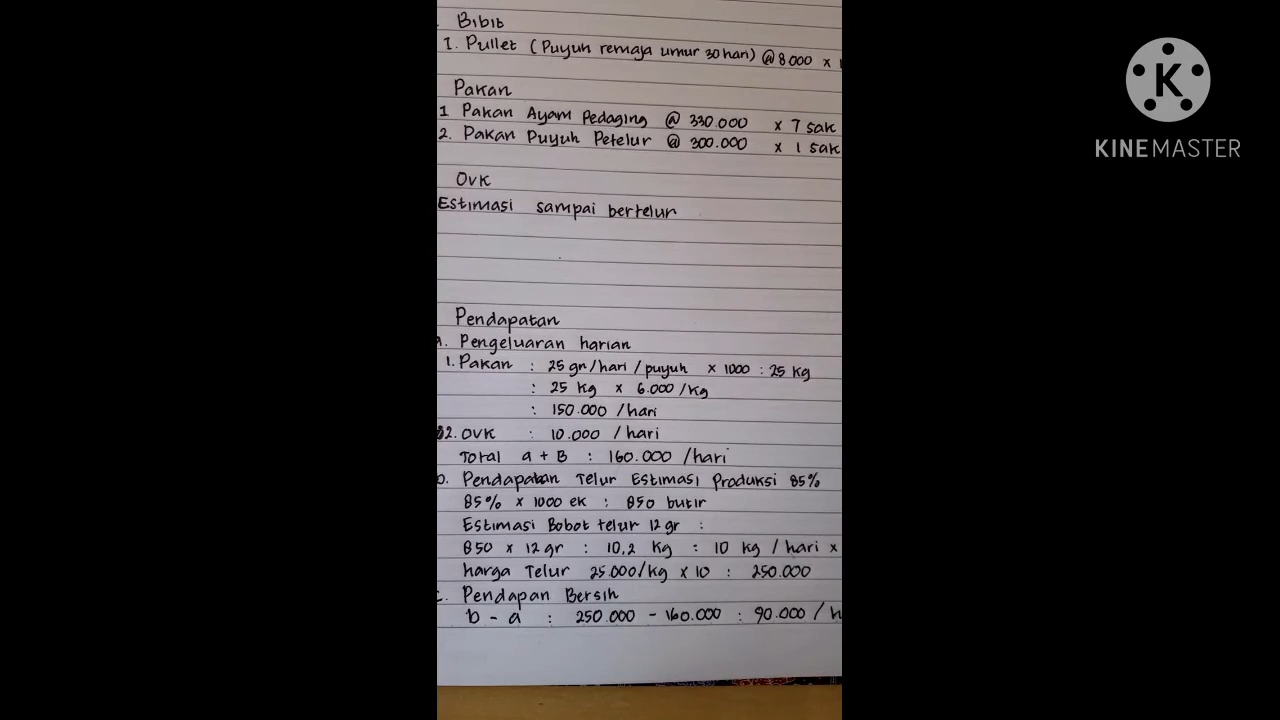 Bibit
1. Pullet (Puyuh remaja umur 30 hari) @ 8.000 x
Pakan
1 Pakan Ayam Pedaging @ 330.000 x 7 sak
2. Pakan Puyuh Petelur @ 300.000 x 1 sak
OVK
Estimasi sampai bertelur
Pendapatan
a. Pengeluaran harian
1. Pakan : 25 gr/hari/puyuh x 1000 : 25 kg
: 25 kg x 6.000/kg
: 150.000 /hari
2. OVK : 10.000 /hari
Total a + B : 160.000 /hari
b. Pendapatan Telur Estimasi Produksi 85%
85% x 1000 ek : 850 butir
Estimasi Bobot telur 12 gr :
850 x 12 gr : 10,2 kg : 10 kg / hari x
harga Telur 25.000/kg x 10 : 250.000
c. Pendapan Bersih
b - a : 250.000 - 160.000 : 90.000 / h
K
KINEMASTER